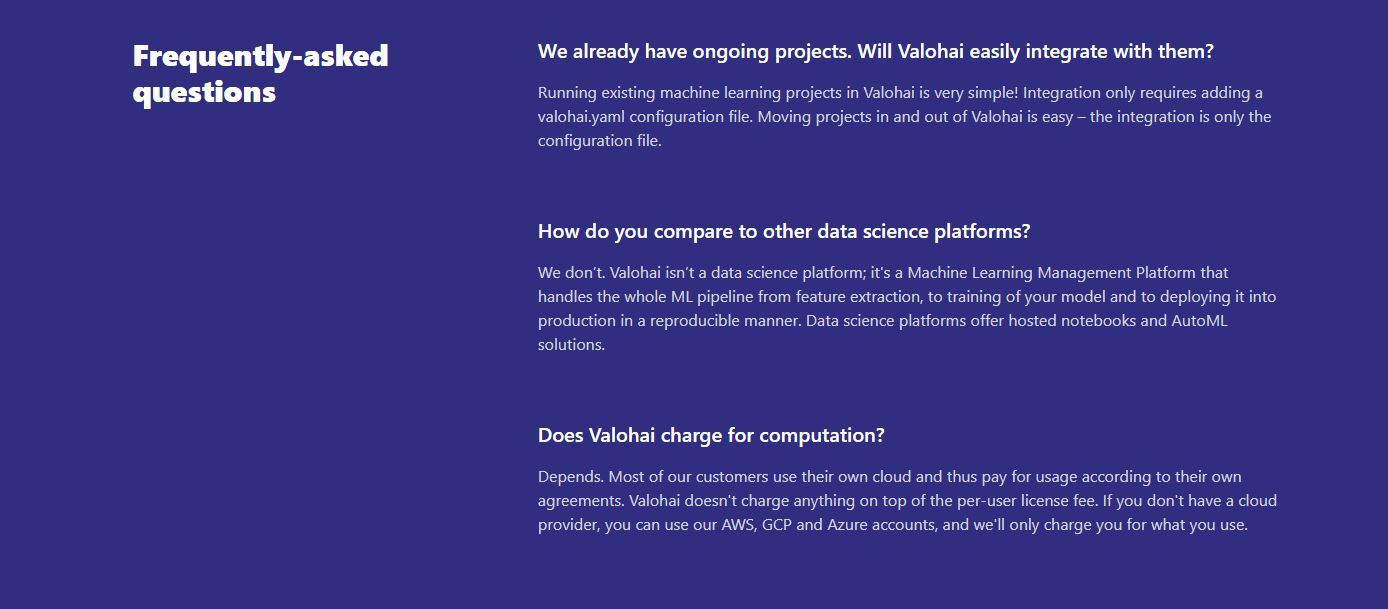 Frequently-asked
questions
We already have ongoing projects. Will Valohai easily integrate with them?
Running existing machine learning projects in Valohai is very simple! Integration only requires adding a
valohai.yaml configuration file. Moving projects in and out of Valohai is easy – the integration is only the
configuration file.
How do you compare to other data science platforms?
We don’t. Valohai isn’t a data science platform; it's a Machine Learning Management Platform that
handles the whole ML pipeline from feature extraction, to training of your model and to deploying it into
production in a reproducible manner. Data science platforms offer hosted notebooks and AutoML
solutions.
Does Valohai charge for computation?
Depends. Most of our customers use their own cloud and thus pay for usage according to their own
agreements. Valohai doesn't charge anything on top of the per-user license fee. If you don't have a cloud
provider, you can use our AWS, GCP and Azure accounts, and we'll only charge you for what you use.